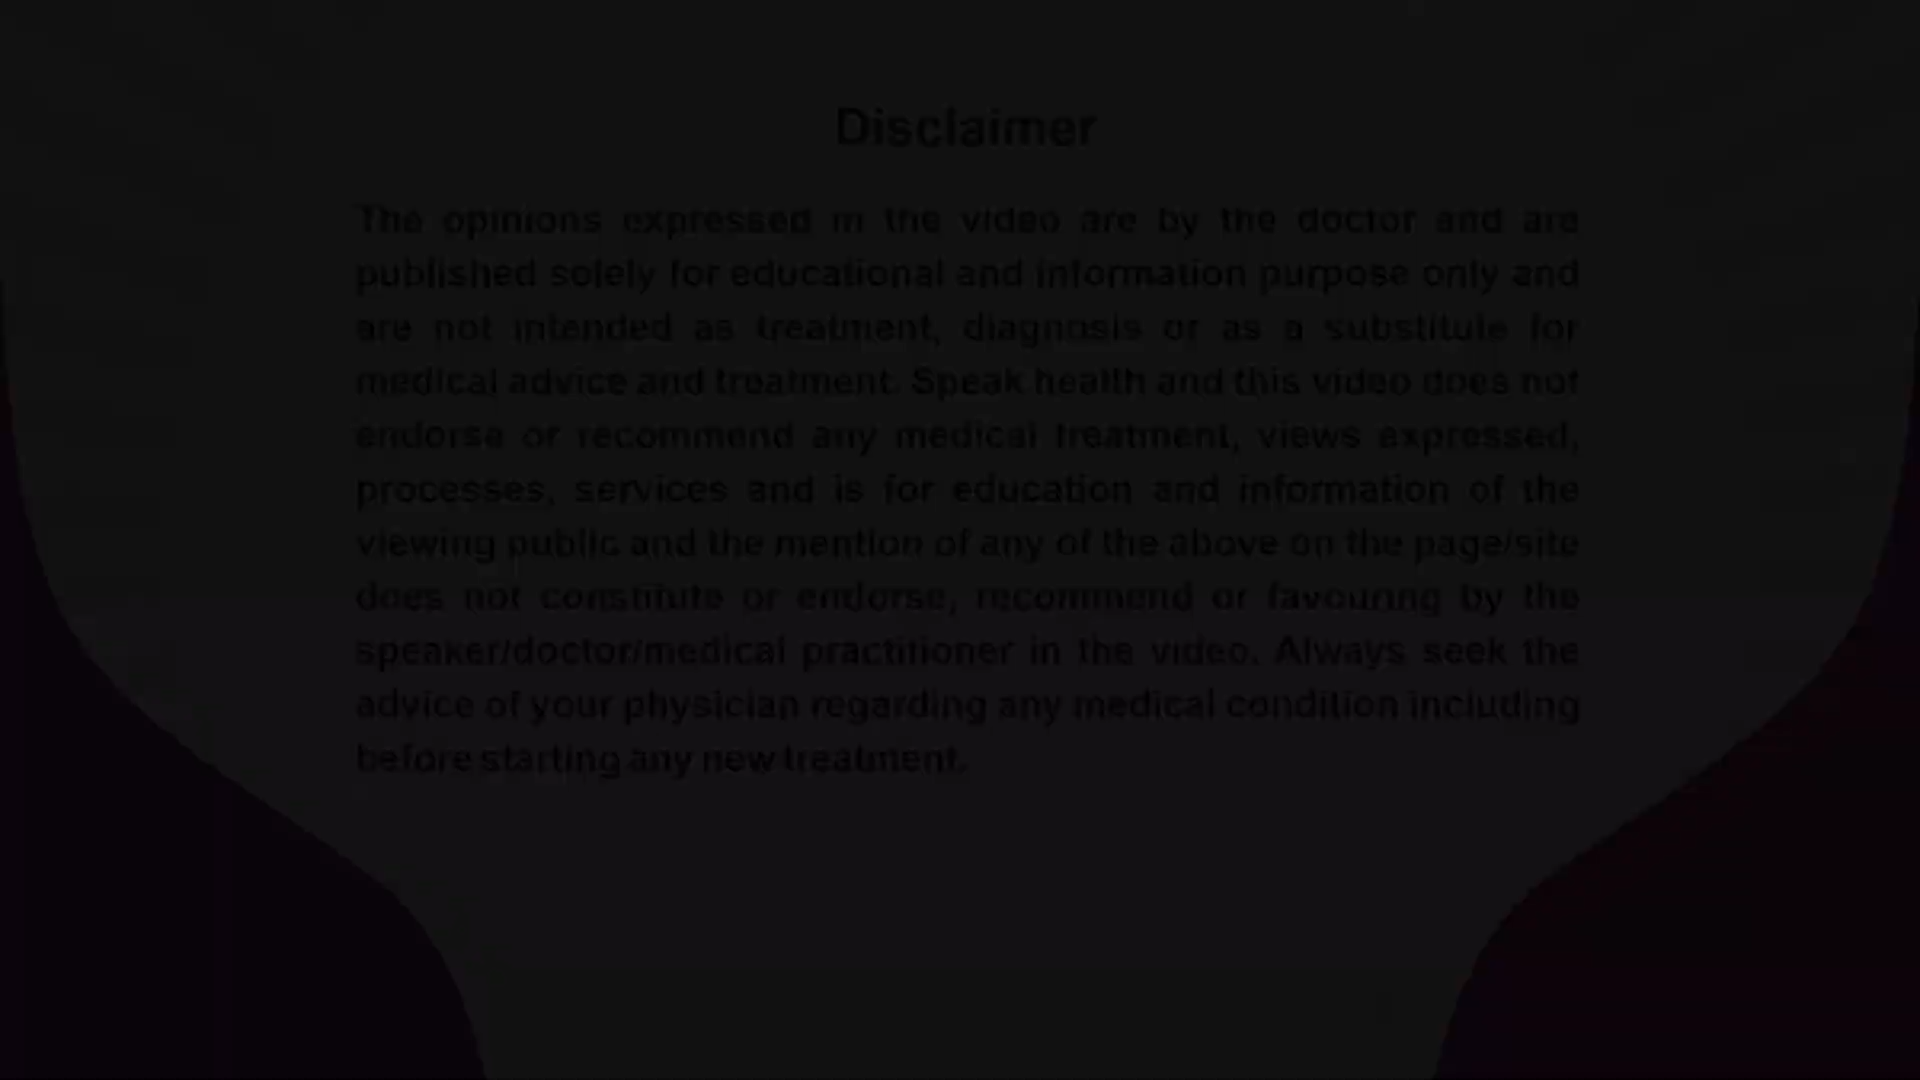 Disclaimer
The opinions expressed in the video are by the doctor and are
published solely for educational and information purpose only and
are not intended as treatment, diagnosis or as a substitute for
medical advice and treatment. Speak health and this video does not
endorse or recommend any medical treatment, views expressed,
processes, services and is for education and information of the
viewing public and the mention of any of the above on the page/site
does not constitute or endorse, recommend or favouring by the
speaker/doctor/medical practitioner in the video. Always seek the
advice of your physician regarding any medical condition including
before starting any new treatment.